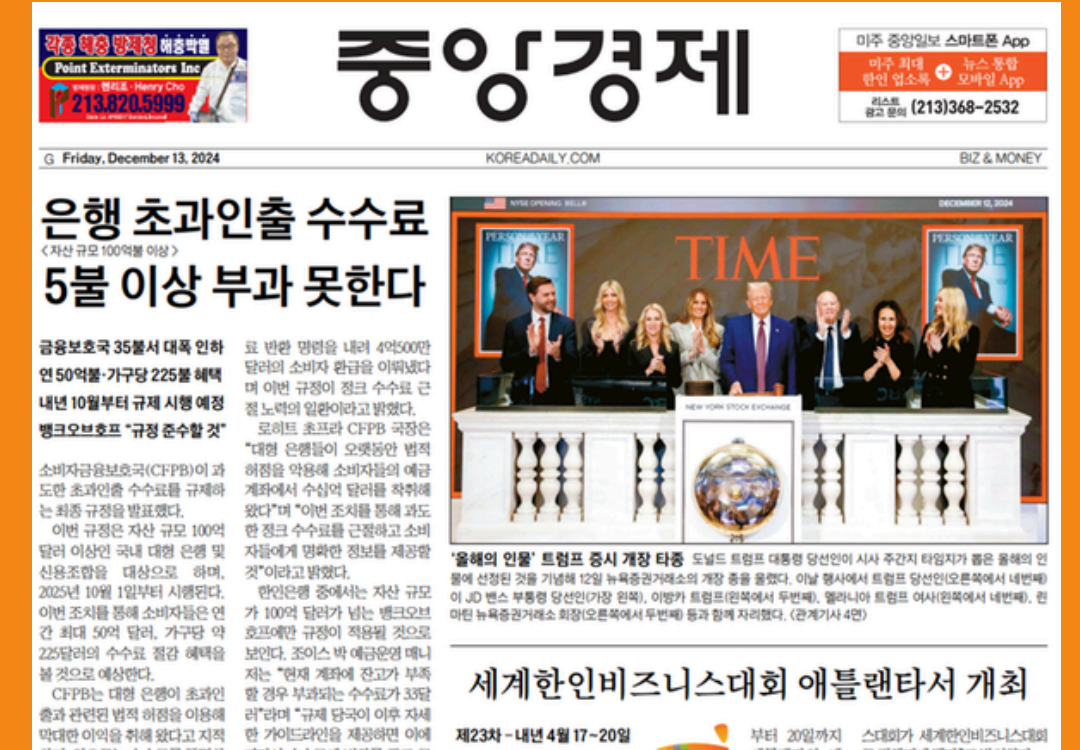 각종 해충 방제청 해충박멸
Point Exterminators Inc
헨리조 · Henry Cho
213.820.5999
중앙경제
미주 중앙일보 스마트폰 App
미주 최대 한인 업소록 + 뉴스 통합 모바일 App
리스트 광고 문의 (213)368-2532
G Friday, December 13, 2024
KOREADAILY.COM
BIZ & MONEY
은행 초과인출 수수료
<자산 규모 100억불 이상>
5불 이상 부과 못한다
금융보호국 35불서 대폭 인하
연 50억불·가구당 225불 혜택
내년 10월부터 규제 시행 예정
뱅크오브호프 “규정 준수할 것”
소비자금융보호국(CFPB)이 과
도한 초과인출 수수료를 규제하
는 최종 규정을 발표했다.
이번 규정은 자산 규모 100억
달러 이상인 국내 대형 은행 및
신용조합을 대상으로 하며,
2025년 10월 1일부터 시행된다.
이번 조치를 통해 소비자들은 연
간 최대 50억 달러, 가구당 약
225달러의 수수료 절감 혜택을
볼 것으로 예상한다.
CFPB는 대형 은행이 초과인
출과 관련된 법적 허점을 이용해
막대한 이익을 취해 왔다고 지적
료 반환 명령을 내려 4억500만
달러의 소비자 환급을 이뤄냈다
며 이번 규정이 정크 수수료 근
절 노력의 일환이라고 밝혔다.
로히트 초프라 CFPB 국장은
“대형 은행들이 오랫동안 법적
허점을 악용해 소비자들의 예금
계좌에서 수십억 달러를 착취해
왔다”며 “이번 조치를 통해 과도
한 정크 수수료를 근절하고 소비
자들에게 명확한 정보를 제공할
것”이라고 밝혔다.
한인은행 중에서는 자산 규모
가 100억 달러가 넘는 뱅크오브
호프에만 규정이 적용될 것으로
보인다. 조이스 박 예금운영 매니
저는 “현재 계좌에 잔고가 부족
할 경우 부과되는 수수료가 33달
러”라며 “규제 당국이 이후 자세
한 가이드라인을 제공하면 이에
NYSE OPENING BELL®
DECEMBER 12, 2024
PERSON of the YEAR
TIME
PERSON of the YEAR
TIME
TIME
NEW YORK STOCK EXCHANGE
‘올해의 인물’ 트럼프 증시 개장 타종 도널드 트럼프 대통령 당선인이 시사 주간지 타임지가 뽑은 올해의 인
물에 선정된 것을 기념해 12일 뉴욕증권거래소의 개장 종을 울렸다. 이날 행사에서 트럼프 당선인(오른쪽에서 네번째)
이 JD 밴스 부통령 당선인(가장 왼쪽), 이방카 트럼프(왼쪽에서 두번째), 멜라니아 트럼프 여사(왼쪽에서 네번째), 린
마틴 뉴욕증권거래소 회장(오른쪽에서 두번째) 등과 함께 자리했다. <관계기사 4면>
세계한인비즈니스대회 애틀랜타서 개최
제23차 - 내년 4월 17~20일
부터 20일까지
스대회가 세계한인비즈니스대회